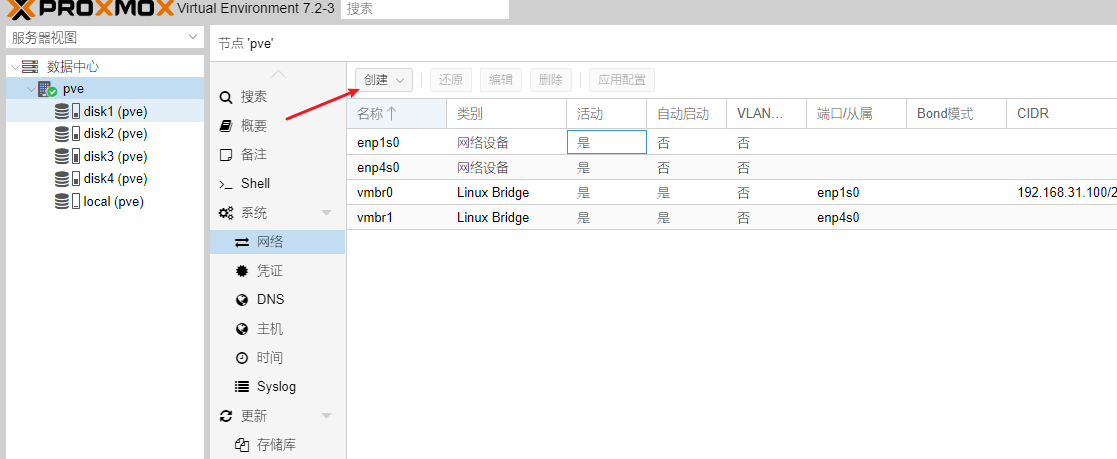 PROXMOX Virtual Environment 7.2-3 搜索
服务器视图
数据中心
pve
disk1 (pve)
disk2 (pve)
disk3 (pve)
disk4 (pve)
local (pve)
节点 'pve'
搜索
概要
备注
Shell
系统
网络
凭证
DNS
主机
时间
Syslog
更新
存储库
创建 还原 编辑 删除 应用配置
名称 类别 活动 自动启动 VLAN... 端口/从属 Bond模式 CIDR
enp1s0 网络设备 是 否 否
enp4s0 网络设备 是 否 否
vmbr0 Linux Bridge 是 是 否 enp1s0 192.168.31.100/2
vmbr1 Linux Bridge 是 是 否 enp4s0